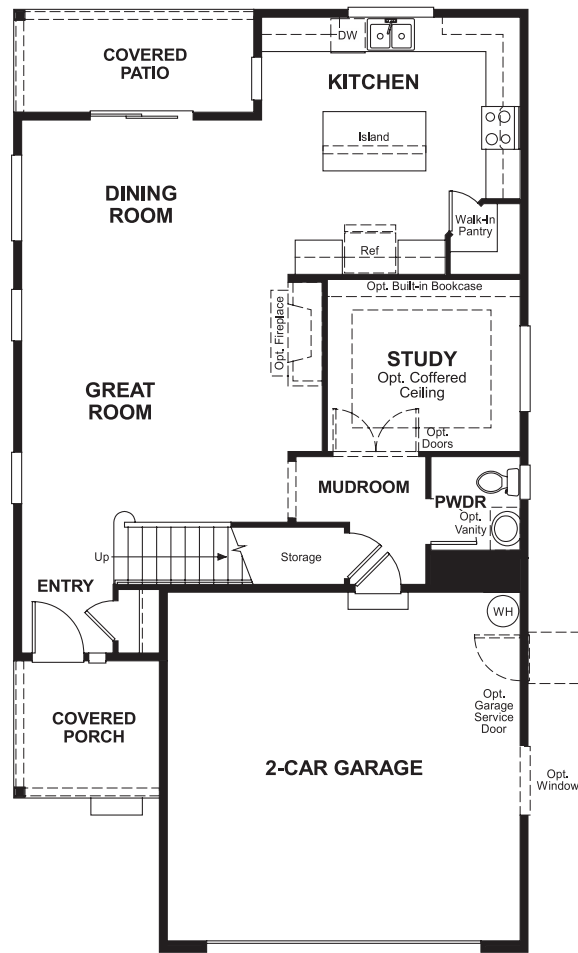 DW
COVERED
PATIO
KITCHEN
Island
DINING
ROOM
Walk-In
Pantry
Ref
Opt. Built-in Bookcase
Opt. Fireplace
STUDY
Opt. Coffered
Ceiling
GREAT
ROOM
Opt.
Doors
MUDROOM
PWDR
Opt.
Vanity
Up
Storage
ENTRY
WH
Opt.
Garage
Service
Door
COVERED
PORCH
2-CAR GARAGE
Opt.
Window